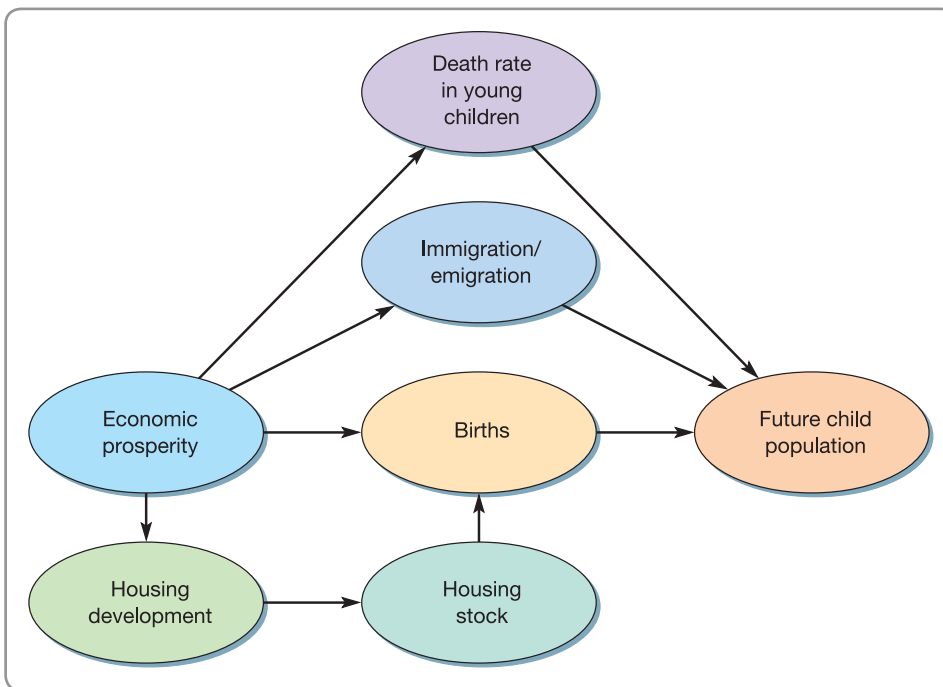 Death rate
in young
children
Immigration/
emigration
Economic
prosperity
Births
Future child
population
Housing
development
Housing
stock